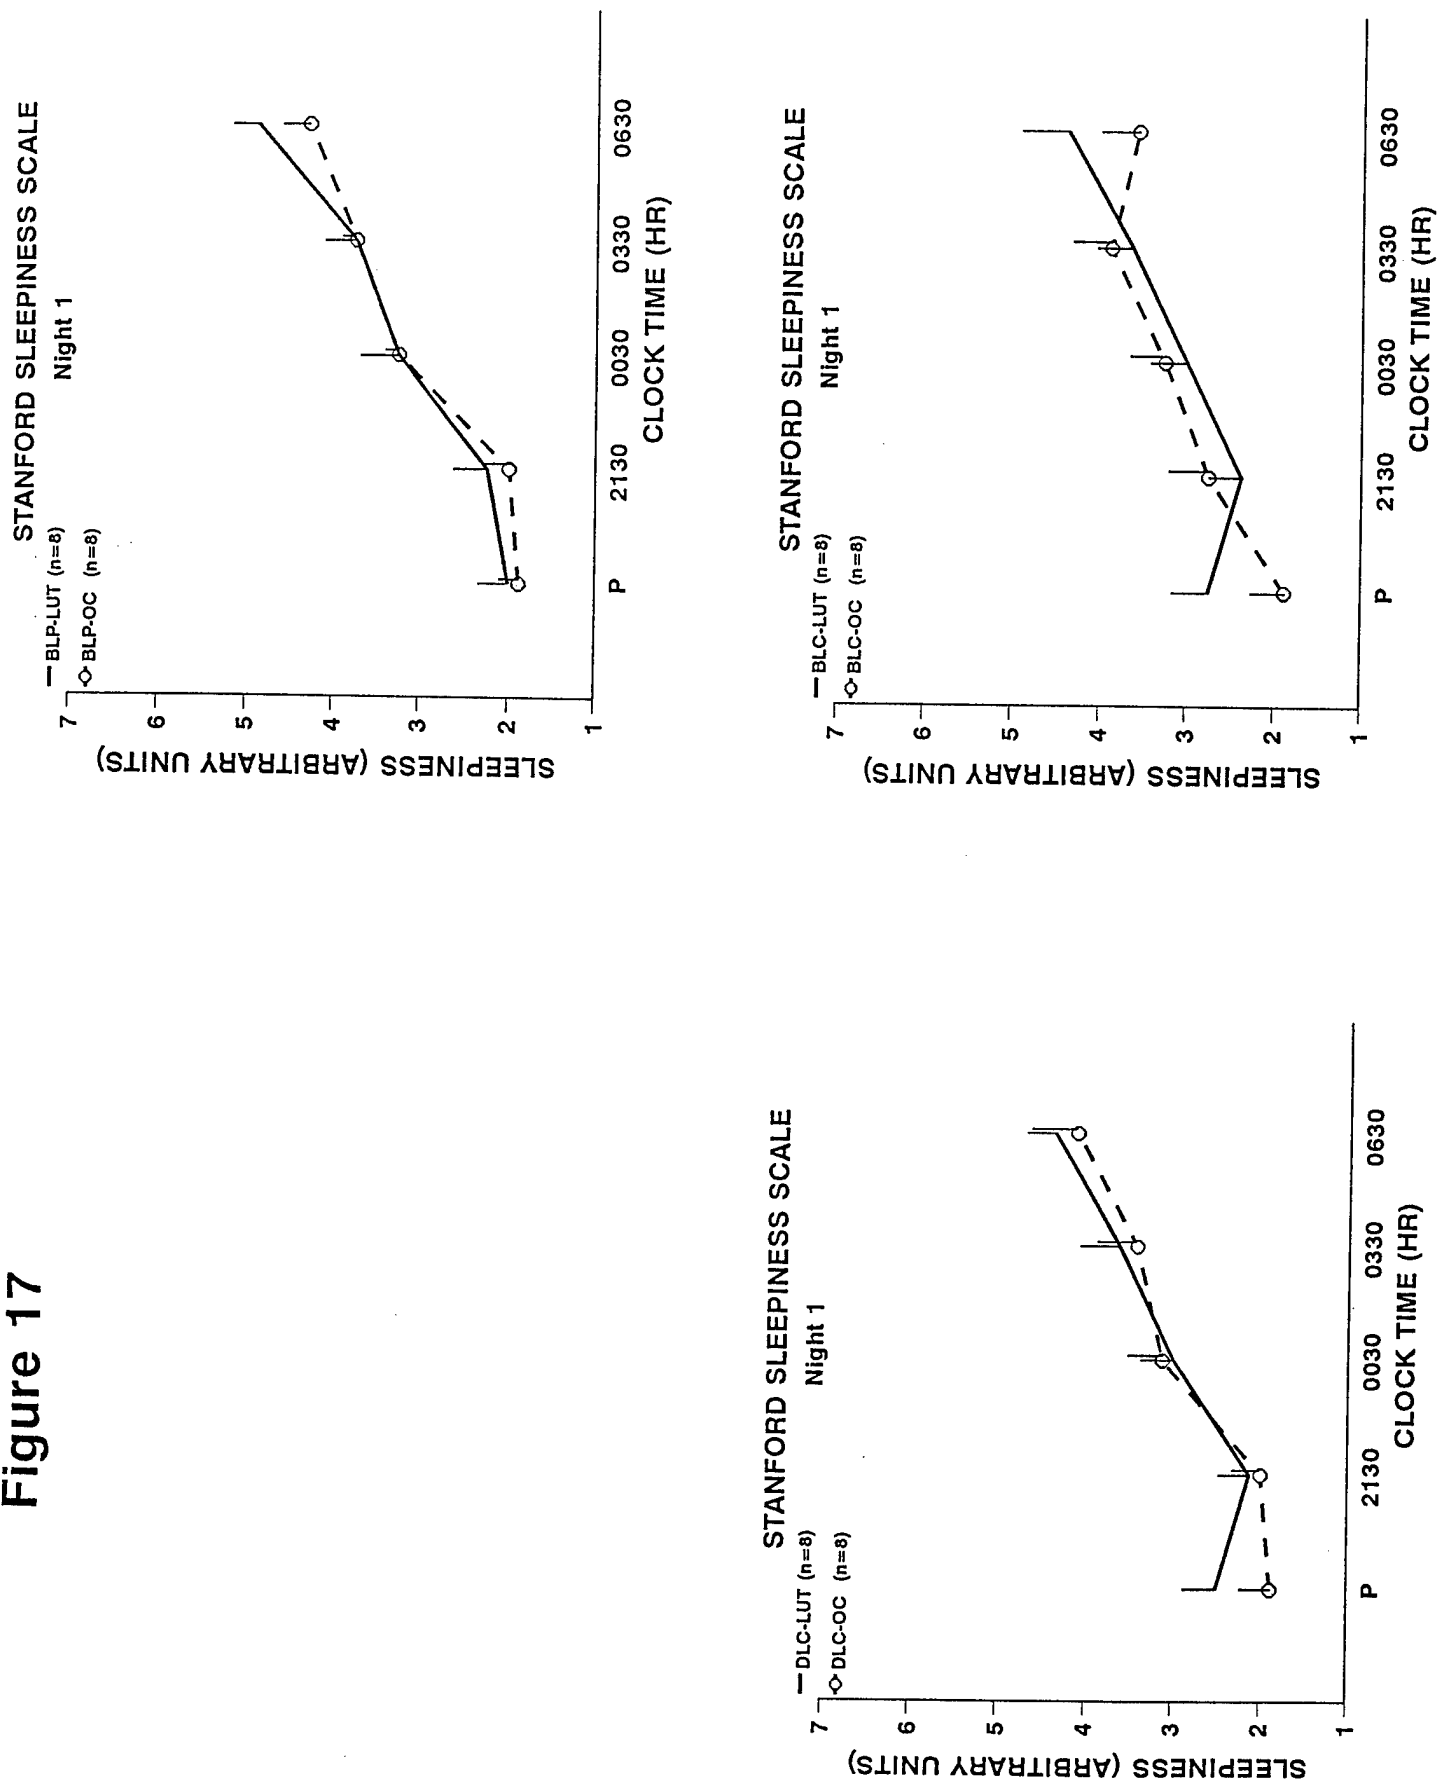 Figure 17
STANFORD SLEEPINESS SCALE
Night 1
BLP-LUT (n=8)
BLP-OC (n=8)
SLEEPINESS (ARBITRARY UNITS)
7
6
5
4
3
2
1
P 2130 0030 0330 0630
CLOCK TIME (HR)
STANFORD SLEEPINESS SCALE
Night 1
DLC-LUT (n=8)
DLC-OC (n=8)
SLEEPINESS (ARBITRARY UNITS)
7
6
5
4
3
2
1
P 2130 0030 0330 0630
CLOCK TIME (HR)
STANFORD SLEEPINESS SCALE
Night 1
BLC-LUT (n=8)
BLC-OC (n=8)
SLEEPINESS (ARBITRARY UNITS)
7
6
5
4
3
2
1
P 2130 0030 0330 0630
CLOCK TIME (HR)